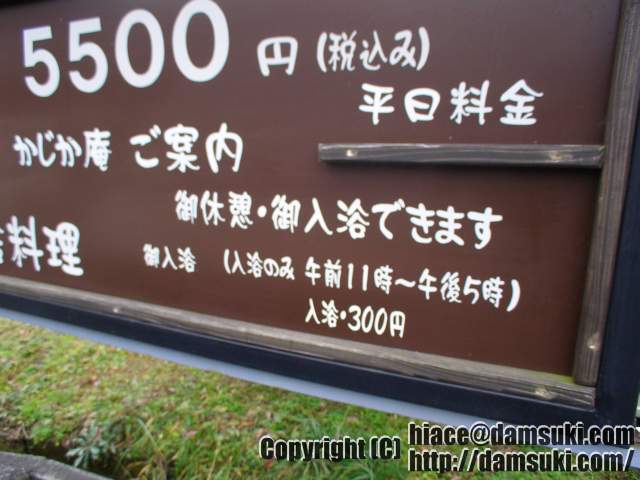 5500円(税込み)
平日料金
かじか庵 ご案内
御休憩・御入浴できます
料理
御入浴 (入浴のみ 午前11時〜午後5時)
入浴・300円
Copyright (C) hiace@damsuki.com
http://damsuki.com/